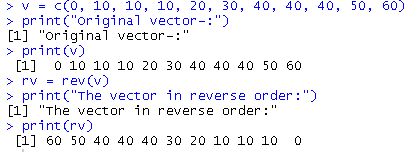 > v = c(0, 10, 10, 10, 20, 30, 40, 40, 40, 50, 60)
> print("Original vector-:")
[1] "Original vector-:"
> print(v)
 [1]  0 10 10 10 20 30 40 40 40 50 60
> rv = rev(v)
> print("The vector in reverse order:")
[1] "The vector in reverse order:"
> print(rv)
 [1] 60 50 40 40 40 30 20 10 10 10  0